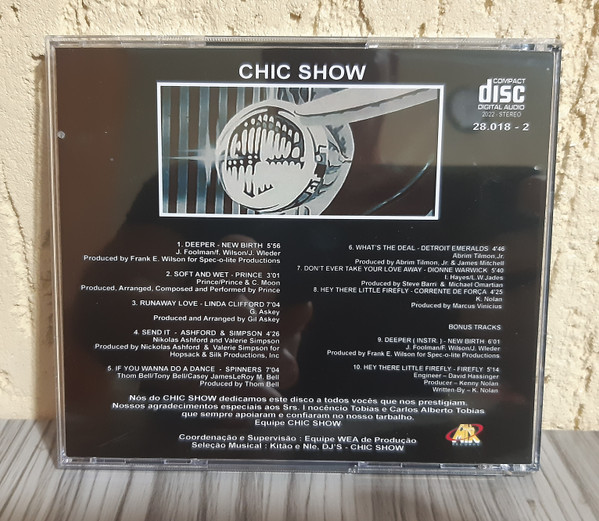 CHIC SHOW
COMPACT
disc
DIGITAL AUDIO
2022 - STEREO
28.018 - 2
1. DEEPER - NEW BIRTH 5'56
J. Foolman/f. Wilson/J. Wleder
Produced by Frank E. Wilson for Spec-o-lite Productions
2. SOFT AND WET - PRINCE 3'01
Prince/Prince & C. Moon
Produced, Arranged, Composed and Performed by Prince
3. RUNAWAY LOVE - LINDA CLIFFORD 7'04
G. Askey
Produced and Arranged by Gil Askey
4. SEND IT - ASHFORD & SIMPSON 4'26
Nikolas Ashford and Valerie Simpson
Produced by Nickolas Ashford & Valerie Simpson for
Hopsack & Silk Productions, Inc
5. IF YOU WANNA DO A DANCE - SPINNERS 7'04
Thom Bell/Tony Bell/Casey JamesLeRoy M. Bell
Produced by Thom Bell
6. WHAT'S THE DEAL - DETROIT EMERALDS 4'46
Abrim Tilmon,Jr.
Produced by Abrim Tilmon, Jr. & James Mitchell
7. DON'T EVER TAKE YOUR LOVE AWAY - DIONNE WARWICK 5'40
I. Hayes/L.W.Jades
Produced by Steve Barri & Michael Omartian
8. HEY THERE LITTLE FIREFLY - CORRENTE DE FORÇA 4'25
K. Nolan
Produced by Marcus Vinicius
BONUS TRACKS
9. DEEPER ( INSTR. ) - NEW BIRTH 6'01
J. Foolman/F. Wilson/J. Wleder
Produced by Frank E. Wilson for Spec-o-lite Productions
10. HEY THERE LITTLE FIREFLY - FIREFLY 5'14
Engineer – David Hassinger
Producer – Kenny Nolan
Written-By – K. Nolan
Nós do CHIC SHOW dedicamos este disco a todos vocês que nos prestigiam.
Nossos agradecimentos especiais aos Srs. I nocêncio Tobias e Carlos Alberto Tobias
que sempre apoiaram e confiaram no nosso tarbalho.
Equipe CHIC SHOW
Coordenação e Supervisão : Equipe WEA de Produção
Seleção Musical : Kitão e Nle, DJ'S - CHIC SHOW